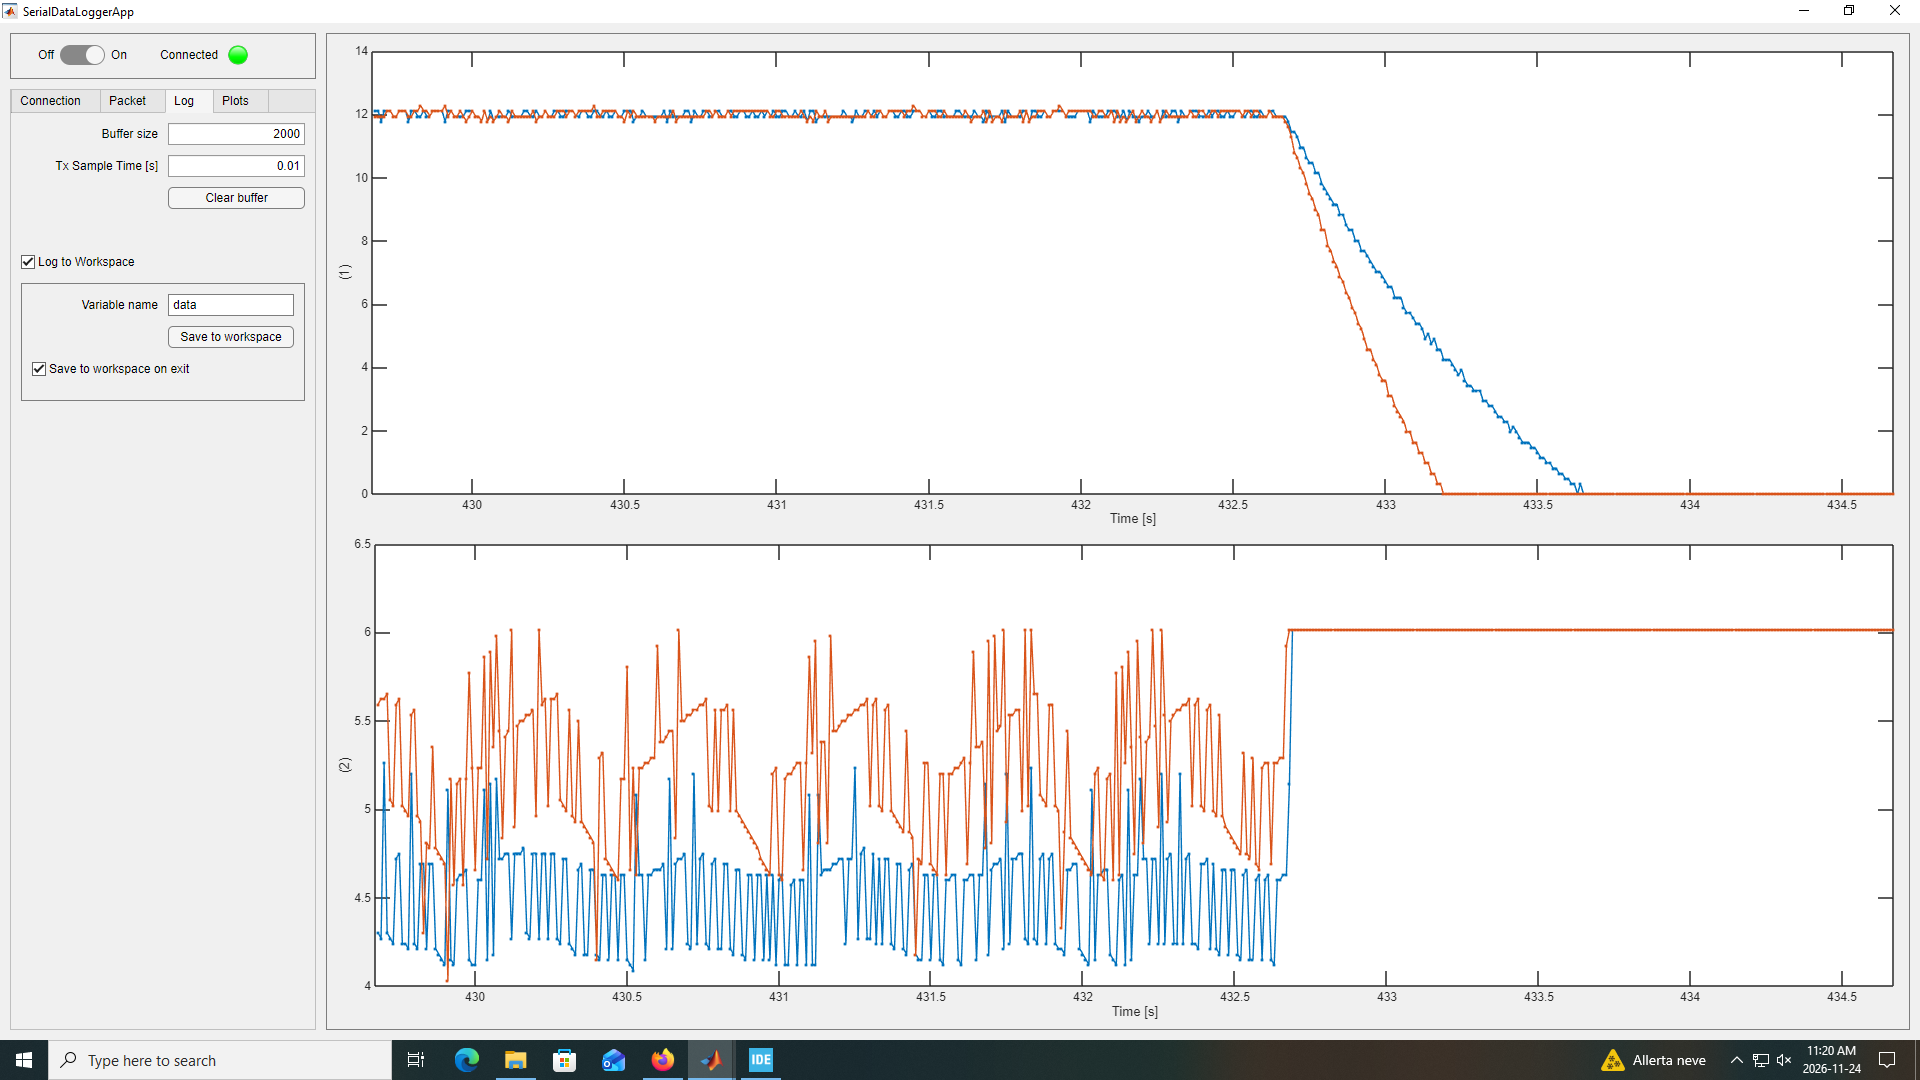 SerialDataLoggerApp
Off On Connected
Connection Packet Log Plots
Buffer size 2000
Tx Sample Time [s] 0.01
Clear buffer
Log to Workspace
Variable name data
Save to workspace
Save to workspace on exit
14
12
10
8
6
4
2
0
(1)
430 430.5 431 431.5 432 432.5 433 433.5 434 434.5
Time [s]
6.5
6
5.5
5
4.5
4
(2)
430 430.5 431 431.5 432 432.5 433 433.5 434 434.5
Time [s]
Type here to search
IDE
Allerta neve
11:20 AM
2026-11-24